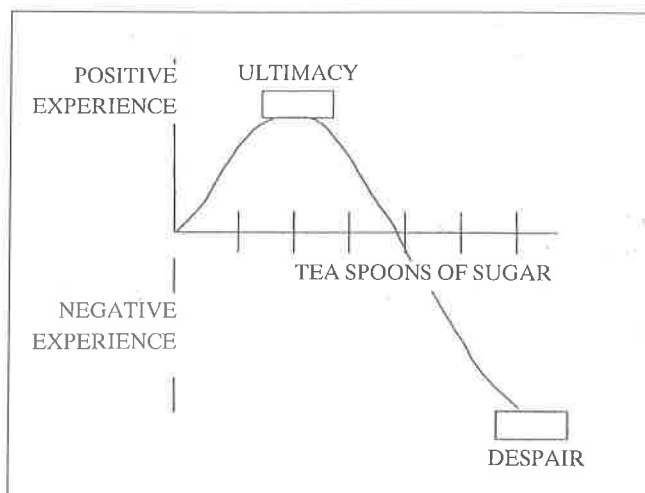 ULTIMACY
POSITIVE
EXPERIENCE
TEA SPOONS OF SUGAR
NEGATIVE
EXPERIENCE
DESPAIR